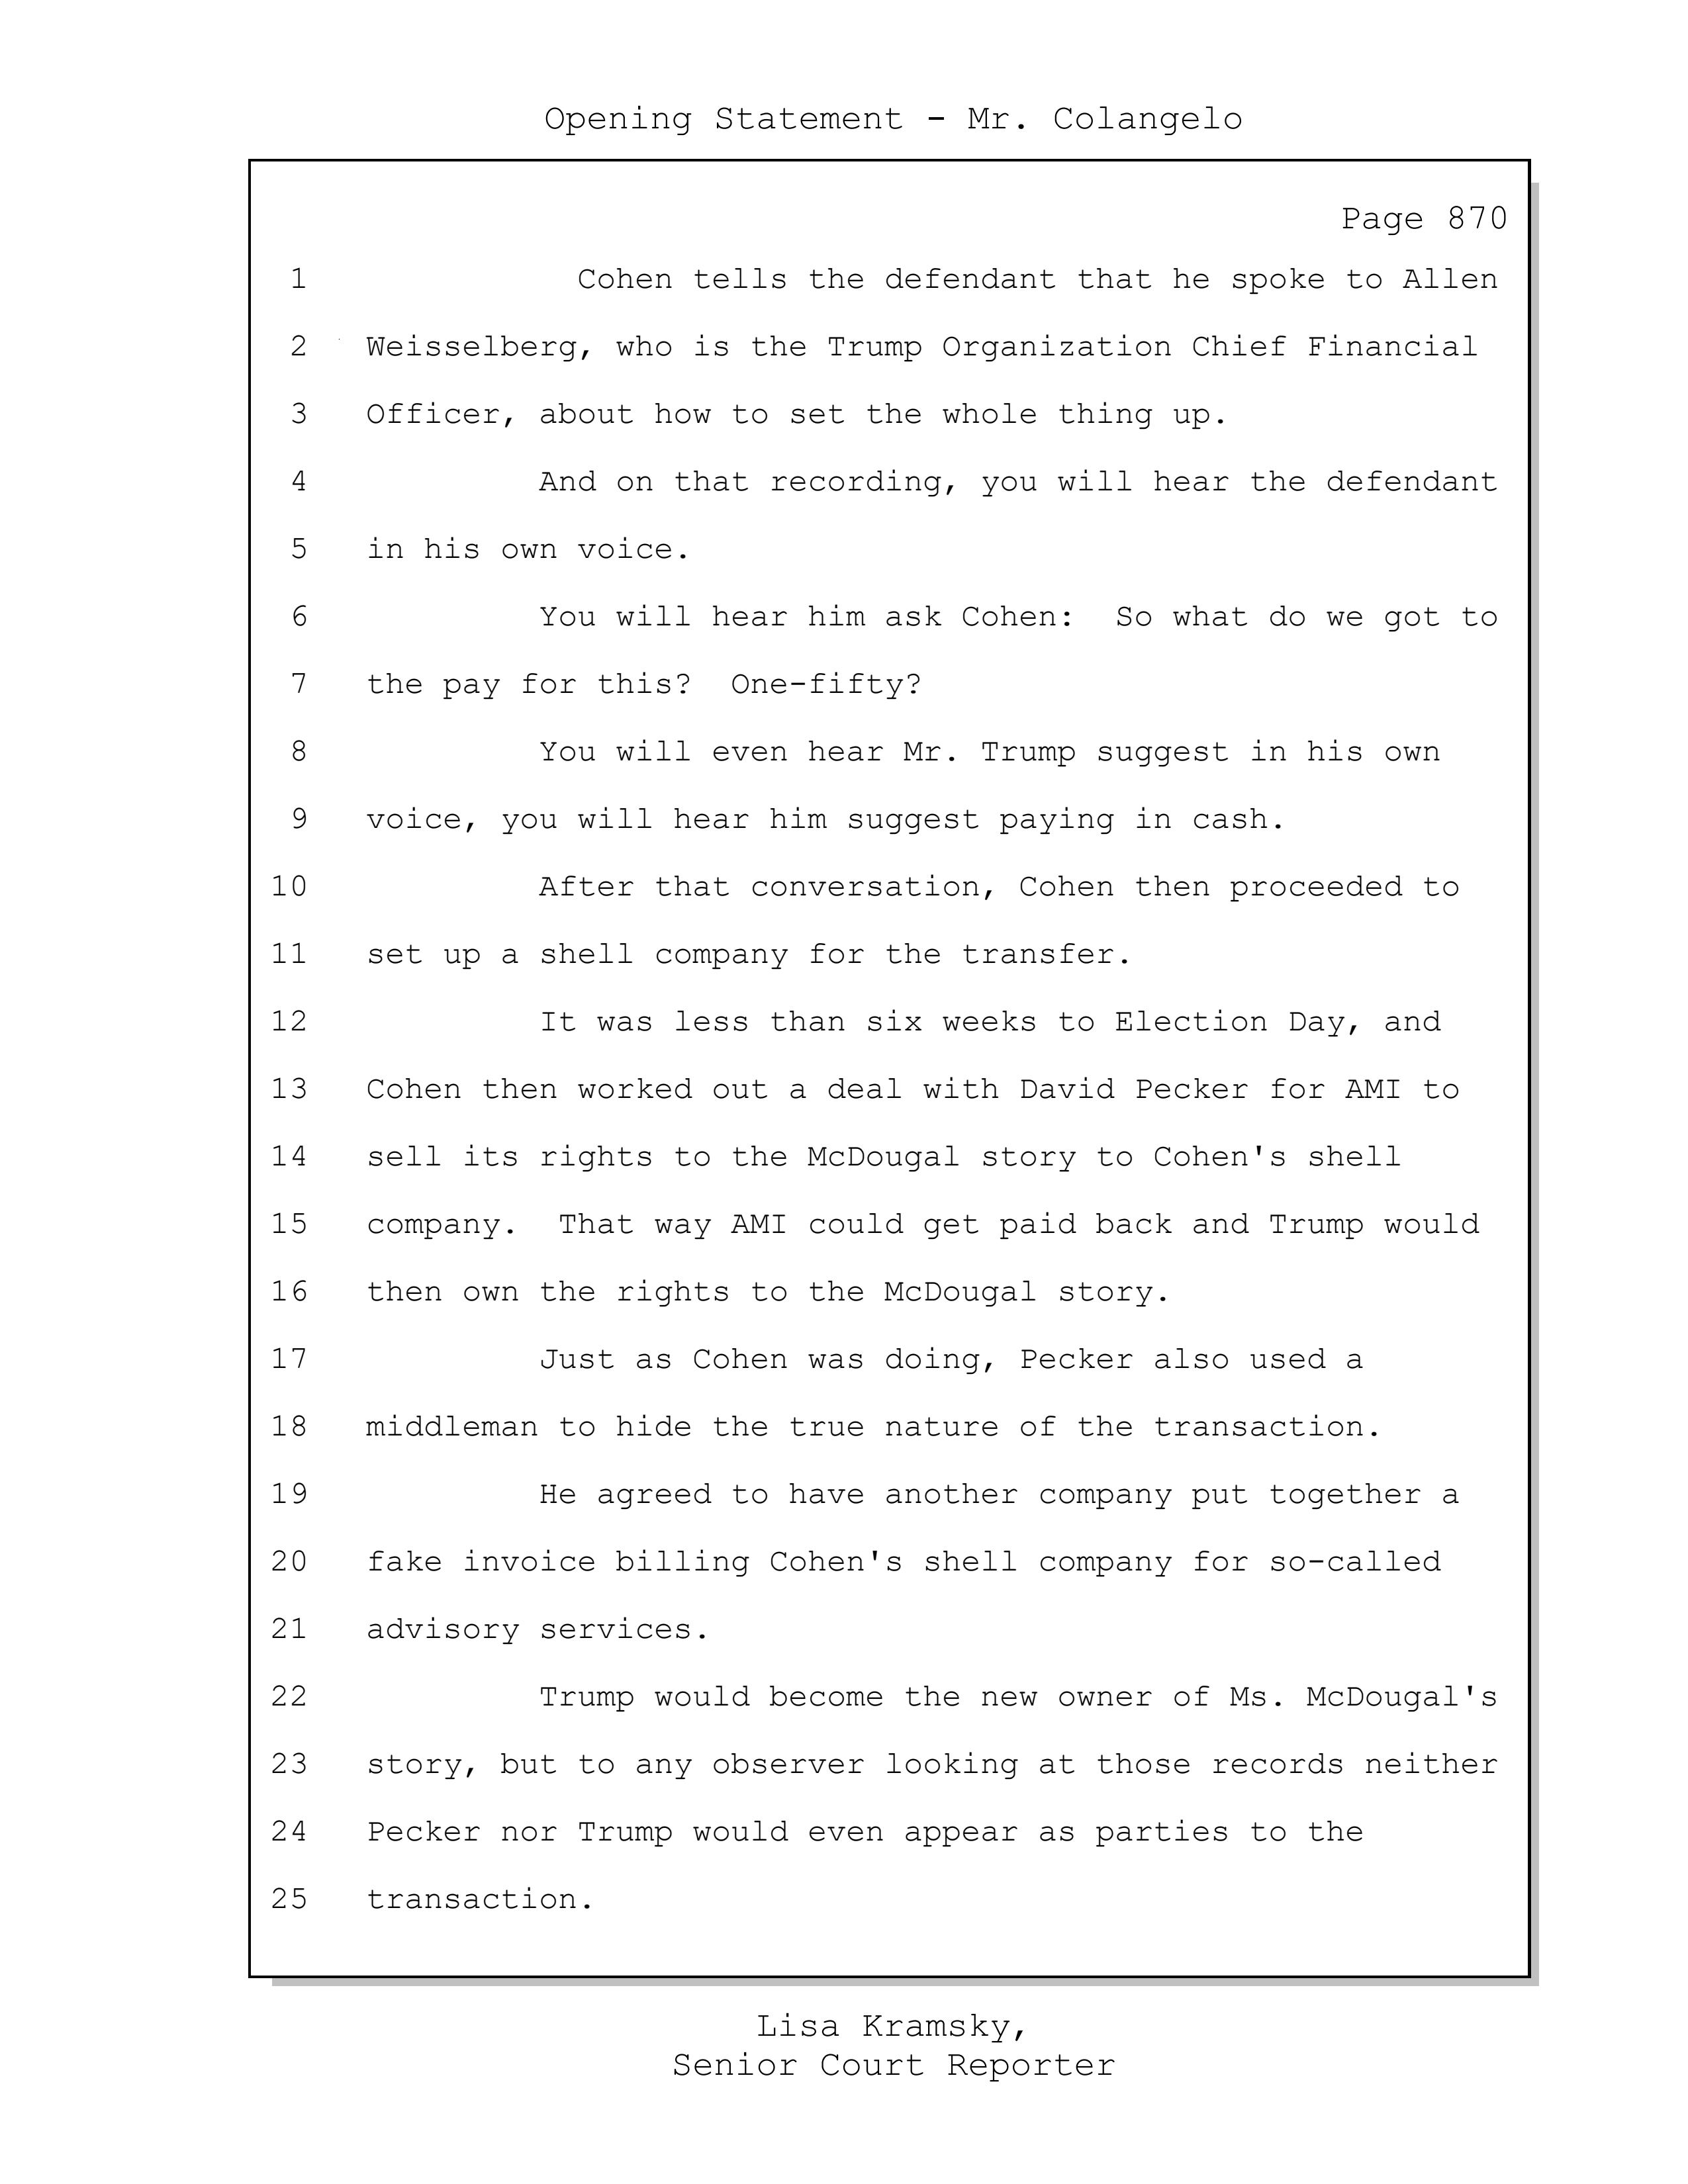 Opening Statement - Mr. Colangelo
Page 870
1 Cohen tells the defendant that he spoke to Allen
2 Weisselberg, who is the Trump Organization Chief Financial
3 Officer, about how to set the whole thing up.
4 And on that recording, you will hear the defendant
5 in his own voice.
6 You will hear him ask Cohen: So what do we got to
7 the pay for this? One-fifty?
8 You will even hear Mr. Trump suggest in his own
9 voice, you will hear him suggest paying in cash.
10 After that conversation, Cohen then proceeded to
11 set up a shell company for the transfer.
12 It was less than six weeks to Election Day, and
13 Cohen then worked out a deal with David Pecker for AMI to
14 sell its rights to the McDougal story to Cohen's shell
15 company. That way AMI could get paid back and Trump would
16 then own the rights to the McDougal story.
17 Just as Cohen was doing, Pecker also used a
18 middleman to hide the true nature of the transaction.
19 He agreed to have another company put together a
20 fake invoice billing Cohen's shell company for so-called
21 advisory services.
22 Trump would become the new owner of Ms. McDougal's
23 story, but to any observer looking at those records neither
24 Pecker nor Trump would even appear as parties to the
25 transaction.
Lisa Kramsky,
Senior Court Reporter